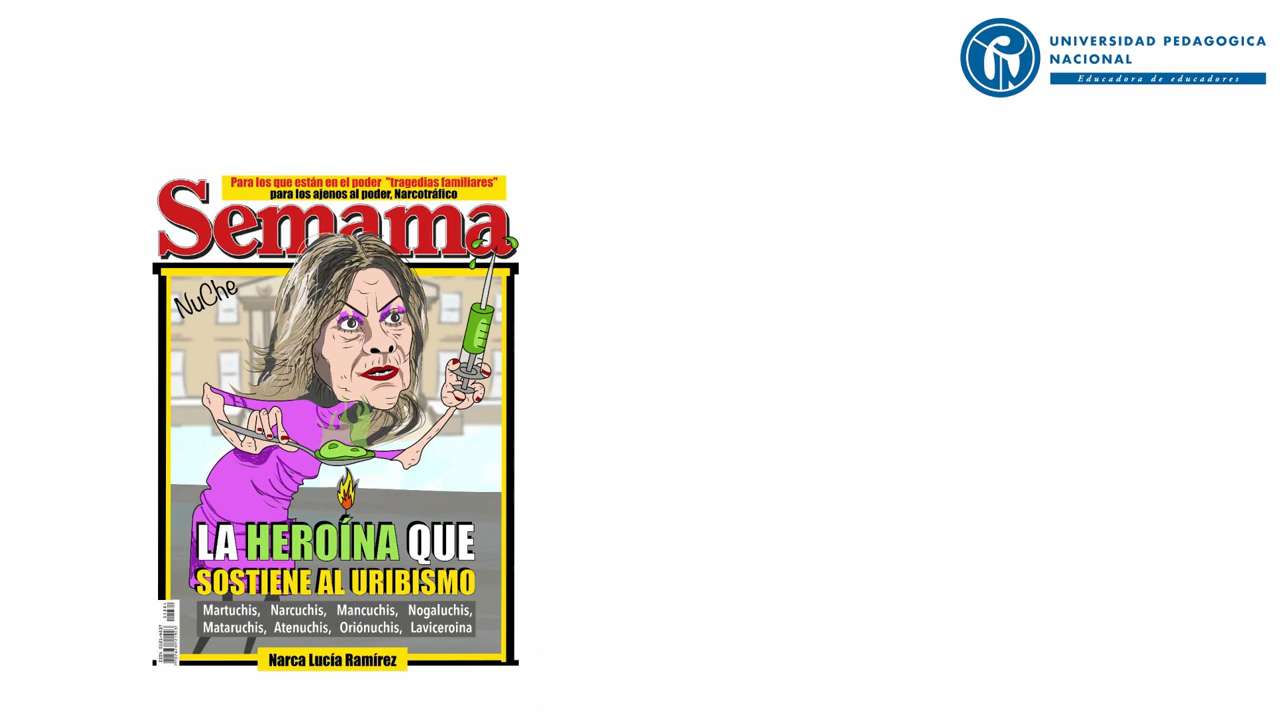 UNIVERSIDAD PEDAGOGICA
NACIONAL
Educadora de educadores
Para los que están en el poder "tragedias familiares"
para los ajenos al poder, Narcotráfico
Semama
NuChe
LA HEROÍNA QUE
SOSTIENE AL URIBISMO
Martuchis, Narcuchis, Mancuchis, Nogaluchis,
Mataruchis, Atenuchis, Oriónuchis, Laviceroina
Narca Lucía Ramírez